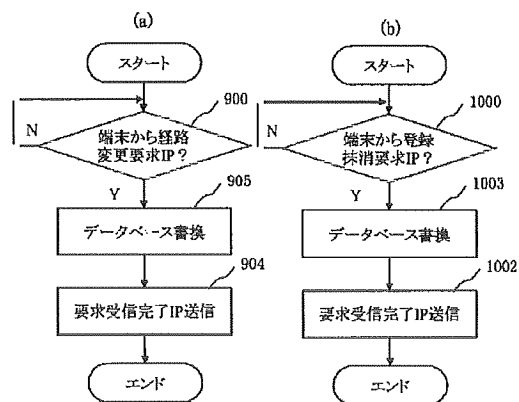 (a)
スタート
900
N
端末から経路
変更要求IP?
Y
905
データベース書換
904
要求受信完了IP送信
エンド
(b)
スタート
1000
N
端末から登録
抹消要求IP?
Y
1003
データベース書換
1002
要求受信完了IP送信
エンド